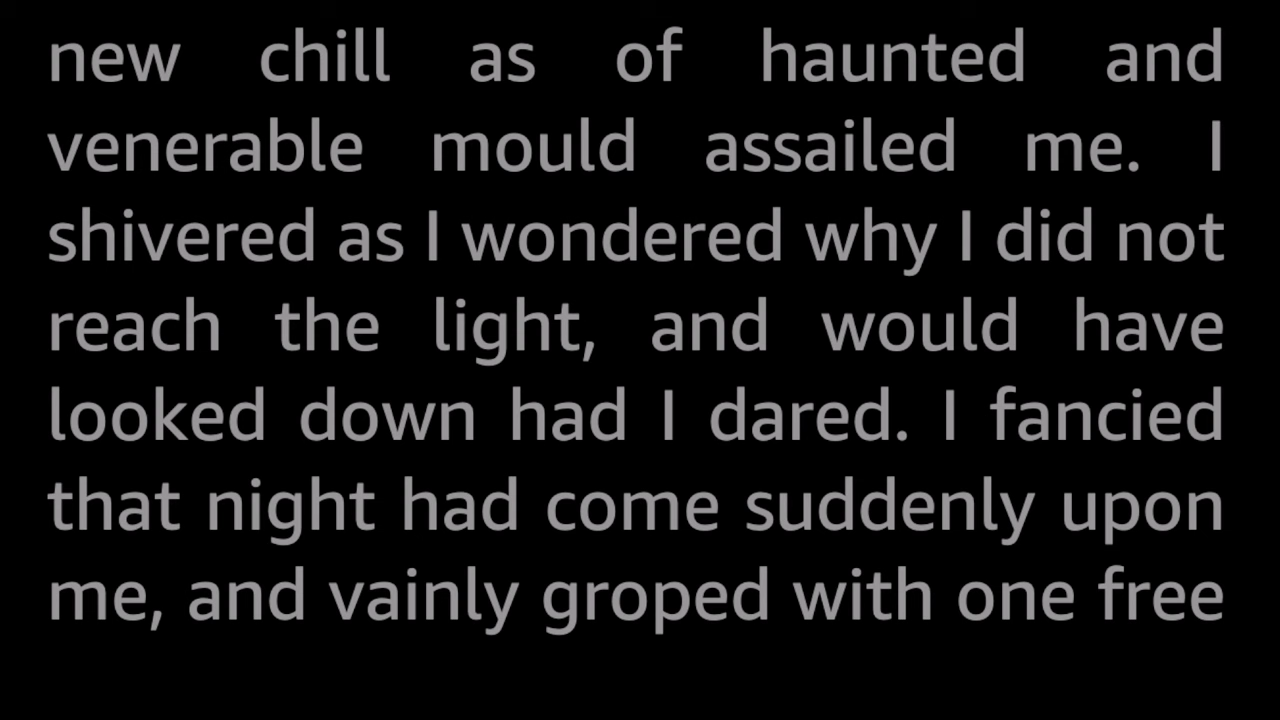 new chill as of haunted and
venerable mould assailed me. I
shivered as I wondered why I did not
reach the light, and would have
looked down had I dared. I fancied
that night had come suddenly upon
me, and vainly groped with one free